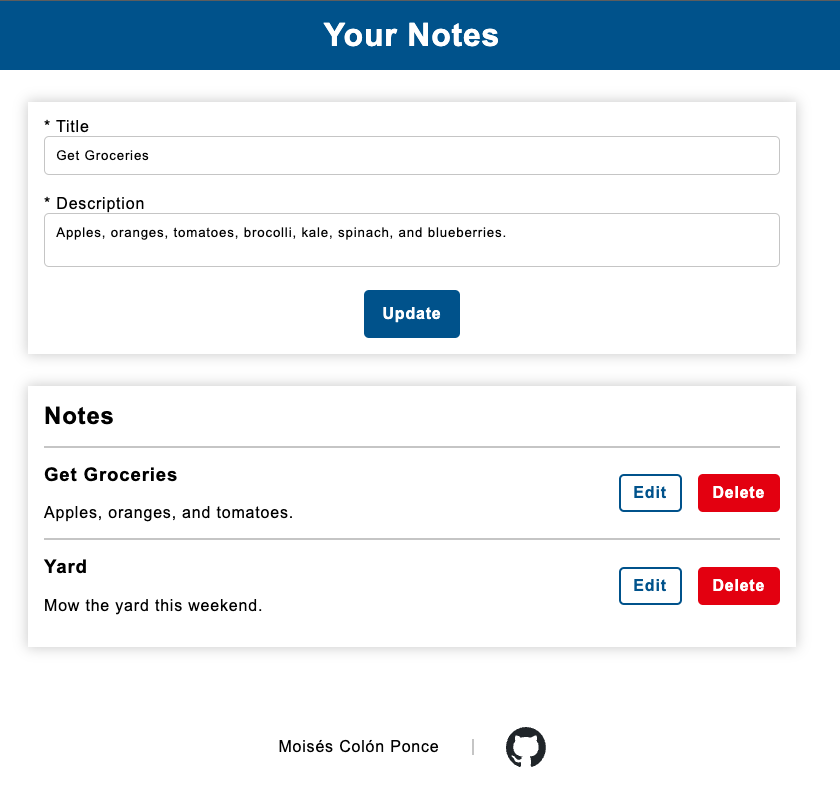 Your Notes
* Title
Get Groceries
* Description
Apples, oranges, tomatoes, brocolli, kale, spinach, and blueberries.
Update
Notes
Get Groceries
Apples, oranges, and tomatoes.
Edit
Delete
Yard
Mow the yard this weekend.
Edit
Delete
Moisés Colón Ponce |